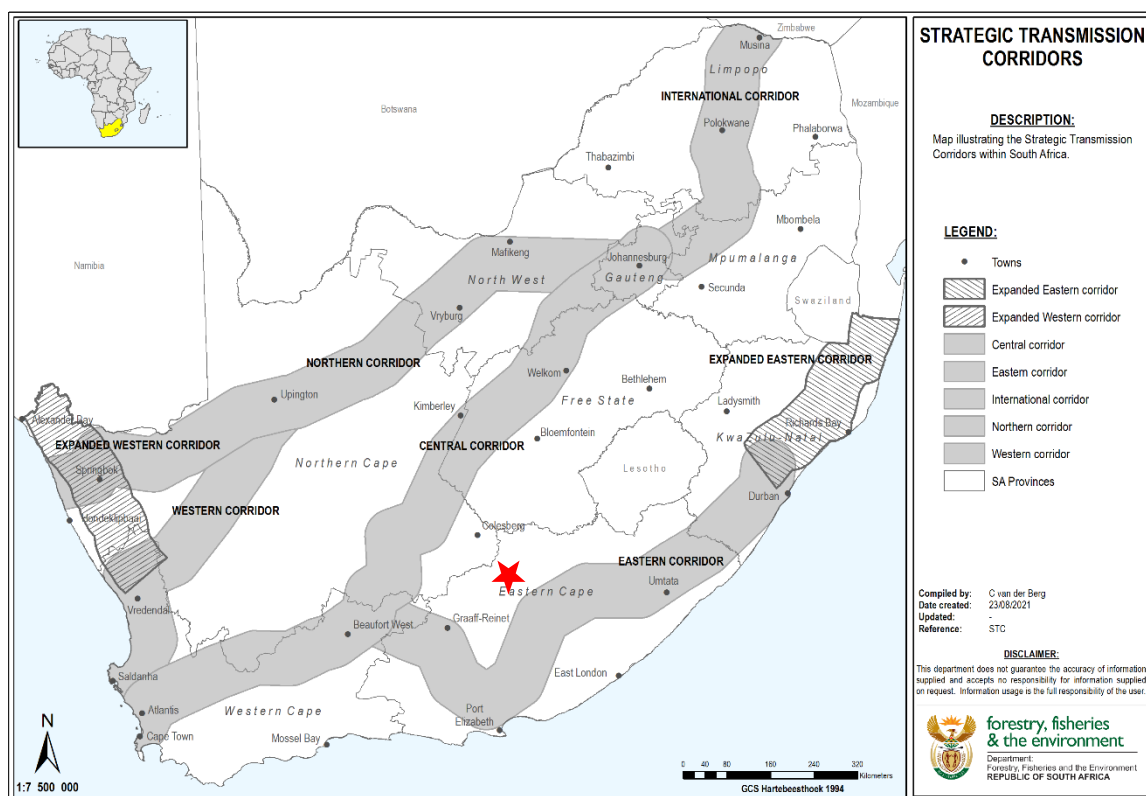 Zimbabwe
Musina
Limpopo
INTERNATIONAL CORRIDOR
Botswana
Mozambique
Polokwane
Phalaborwa
Thabazimbi
Mbombela
Mafikeng
Johannesburg
Namibia
North West
Gauteng
Mpumalanga
Secunda
Swaziland
Vryburg
NORTHERN CORRIDOR
EXPANDED EASTERN CORRIDOR
Welkom
Bethlehem
Upington
Free State
Ladysmith
Kimberley
Alexander Bay
Richards Bay
EXPANDED WESTERN CORRIDOR
CENTRAL CORRIDOR
Bloemfontein
KwaZulu-Natal
Northern Cape
Springbok
Lesotho
Durban
WESTERN CORRIDOR
Hondeklipbaai
Colesberg
EASTERN CORRIDOR
Eastern Cape
Umtata
Vredendal
Graaff-Reinet
Beaufort West
East London
Saldanha
Western Cape
Port
Elizabeth
Atlantis
Cape Town
Mossel Bay
N
1:7 500 000
0 40 80 160 240 320
Kilometers
GCS Hartebeesthoek 1994
STRATEGIC TRANSMISSION
CORRIDORS
DESCRIPTION:
Map illustrating the Strategic Transmission
Corridors within South Africa.
LEGEND:
Towns
Expanded Eastern corridor
Expanded Western corridor
Central corridor
Eastern corridor
International corridor
Northern corridor
Western corridor
SA Provinces
Compiled by: C van der Berg
Date created: 23/08/2021
Updated: -
Reference: STC
DISCLAIMER:
This department does not guarantee the accuracy of information
supplied and accepts no responsibility for information supplied
on request. Information usage is the full responsibility of the user.
forestry, fisheries
& the environment
Department:
Forestry, Fisheries and the Environment
REPUBLIC OF SOUTH AFRICA